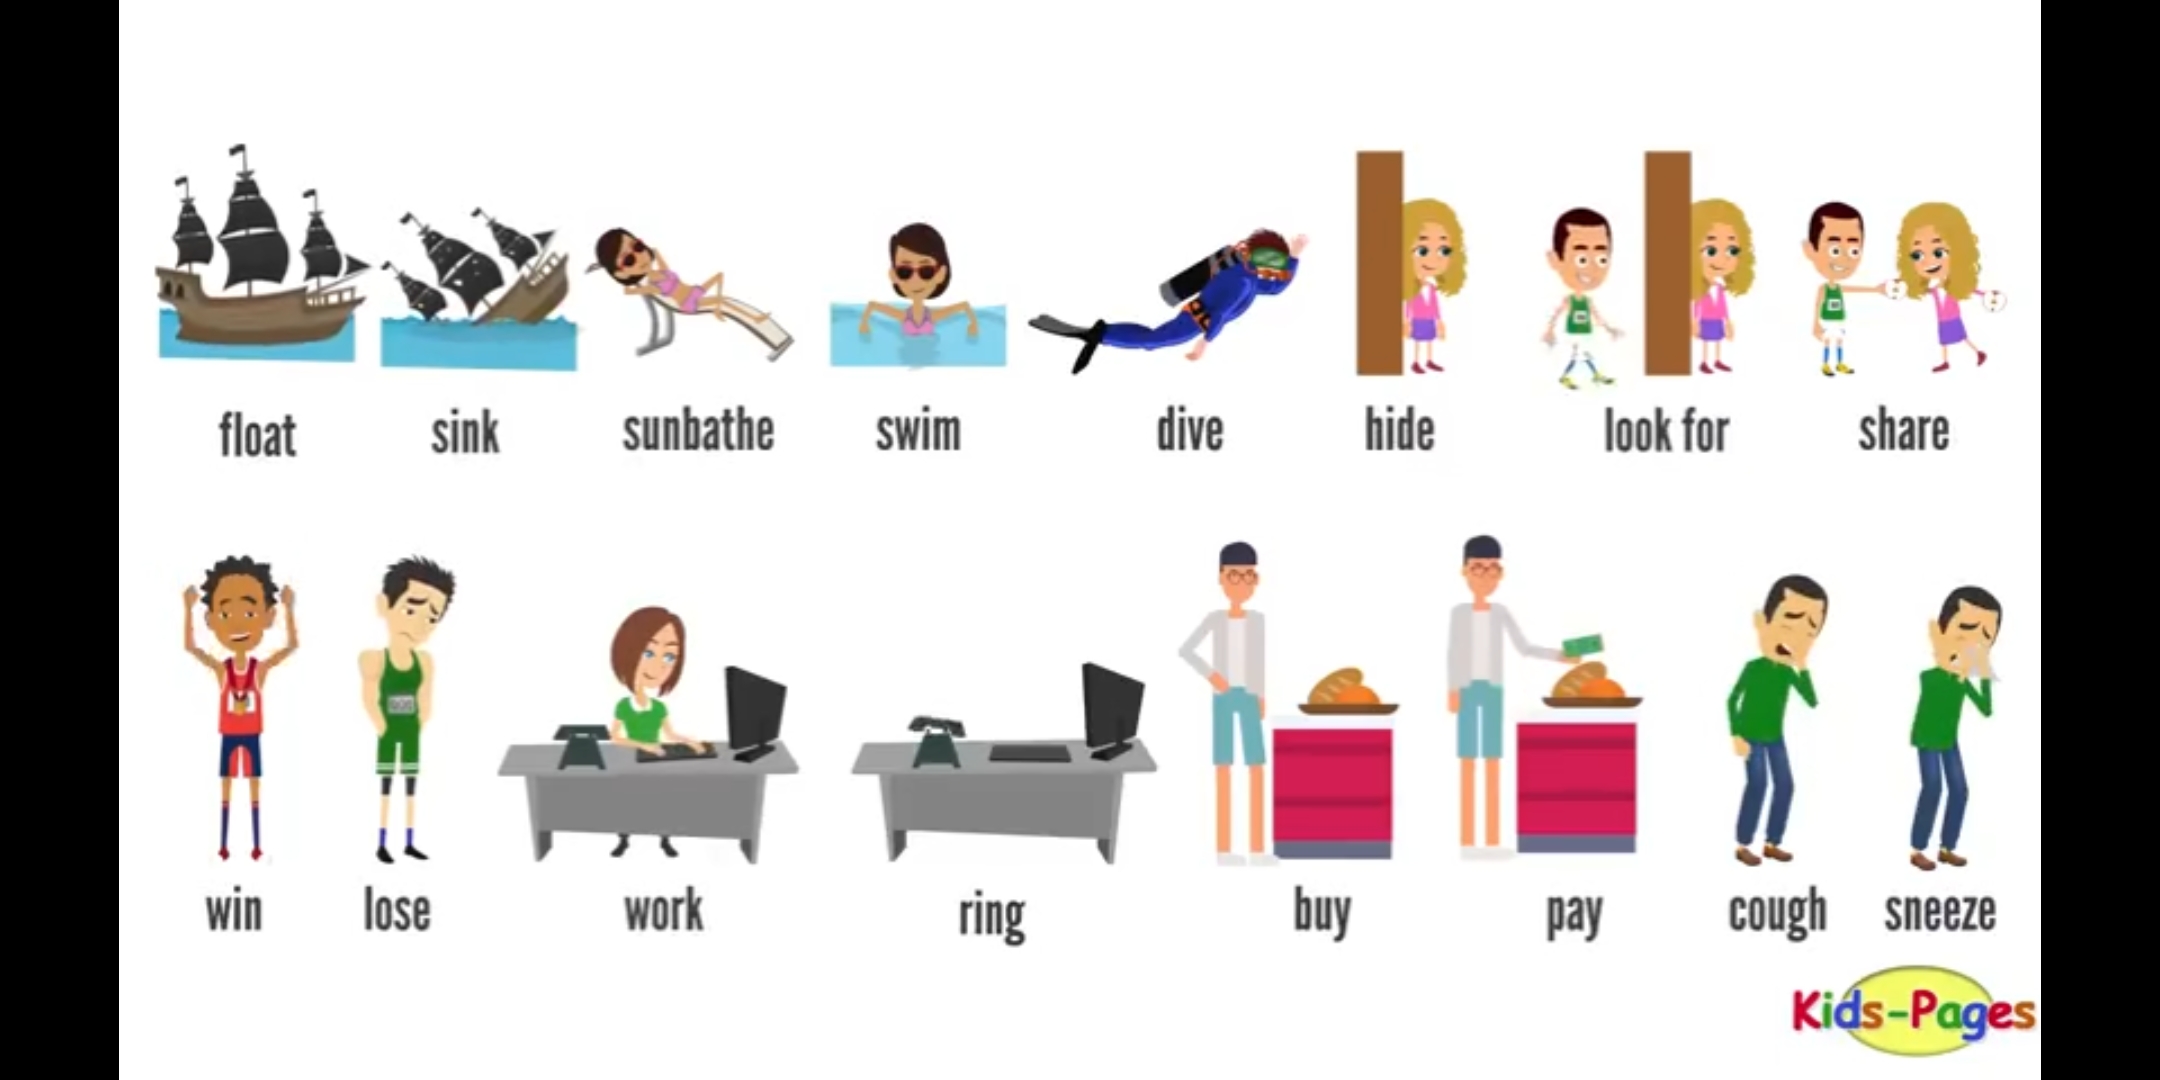 float sink sunbathe swim dive hide look for share
win lose work ring buy pay cough sneeze
Kids-Pages